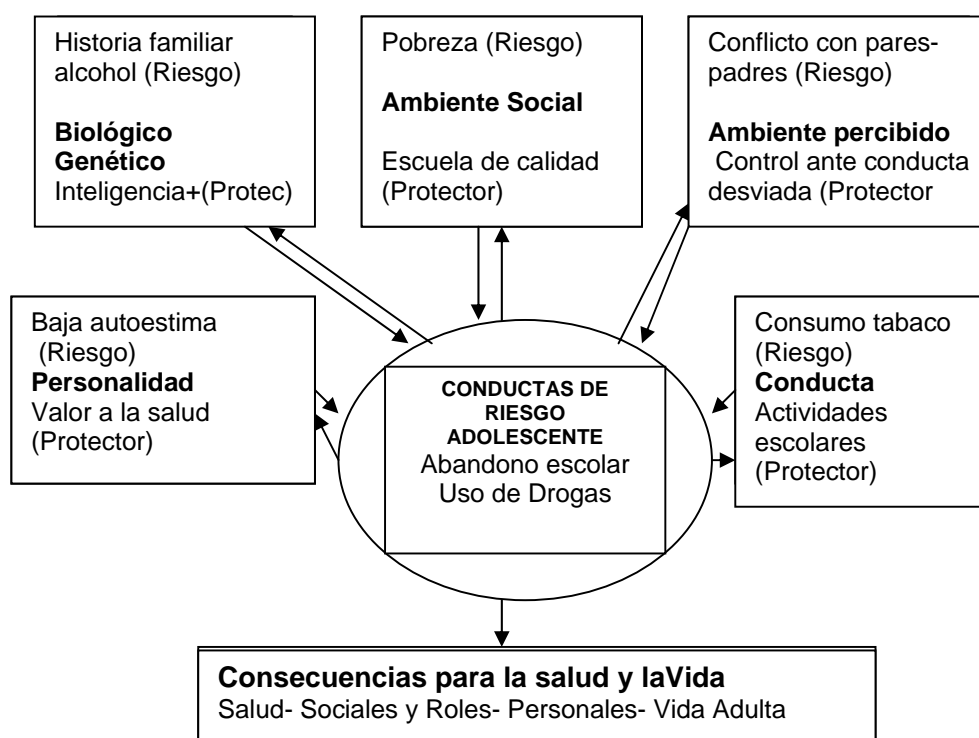 Historia familiar
alcohol (Riesgo)
Biológico
Genético
Inteligencia+(Protec)
Pobreza (Riesgo)
Ambiente Social
Escuela de calidad
(Protector)
Conflicto con pares-
padres (Riesgo)
Ambiente percibido
Control ante conducta
desviada (Protector
Baja autoestima
(Riesgo)
Personalidad
Valor a la salud
(Protector)
CONDUCTAS DE
RIESGO
ADOLESCENTE
Abandono escolar
Uso de Drogas
Consumo tabaco
(Riesgo)
Conducta
Actividades
escolares
(Protector)
Consecuencias para la salud y laVida
Salud- Sociales y Roles- Personales- Vida Adulta